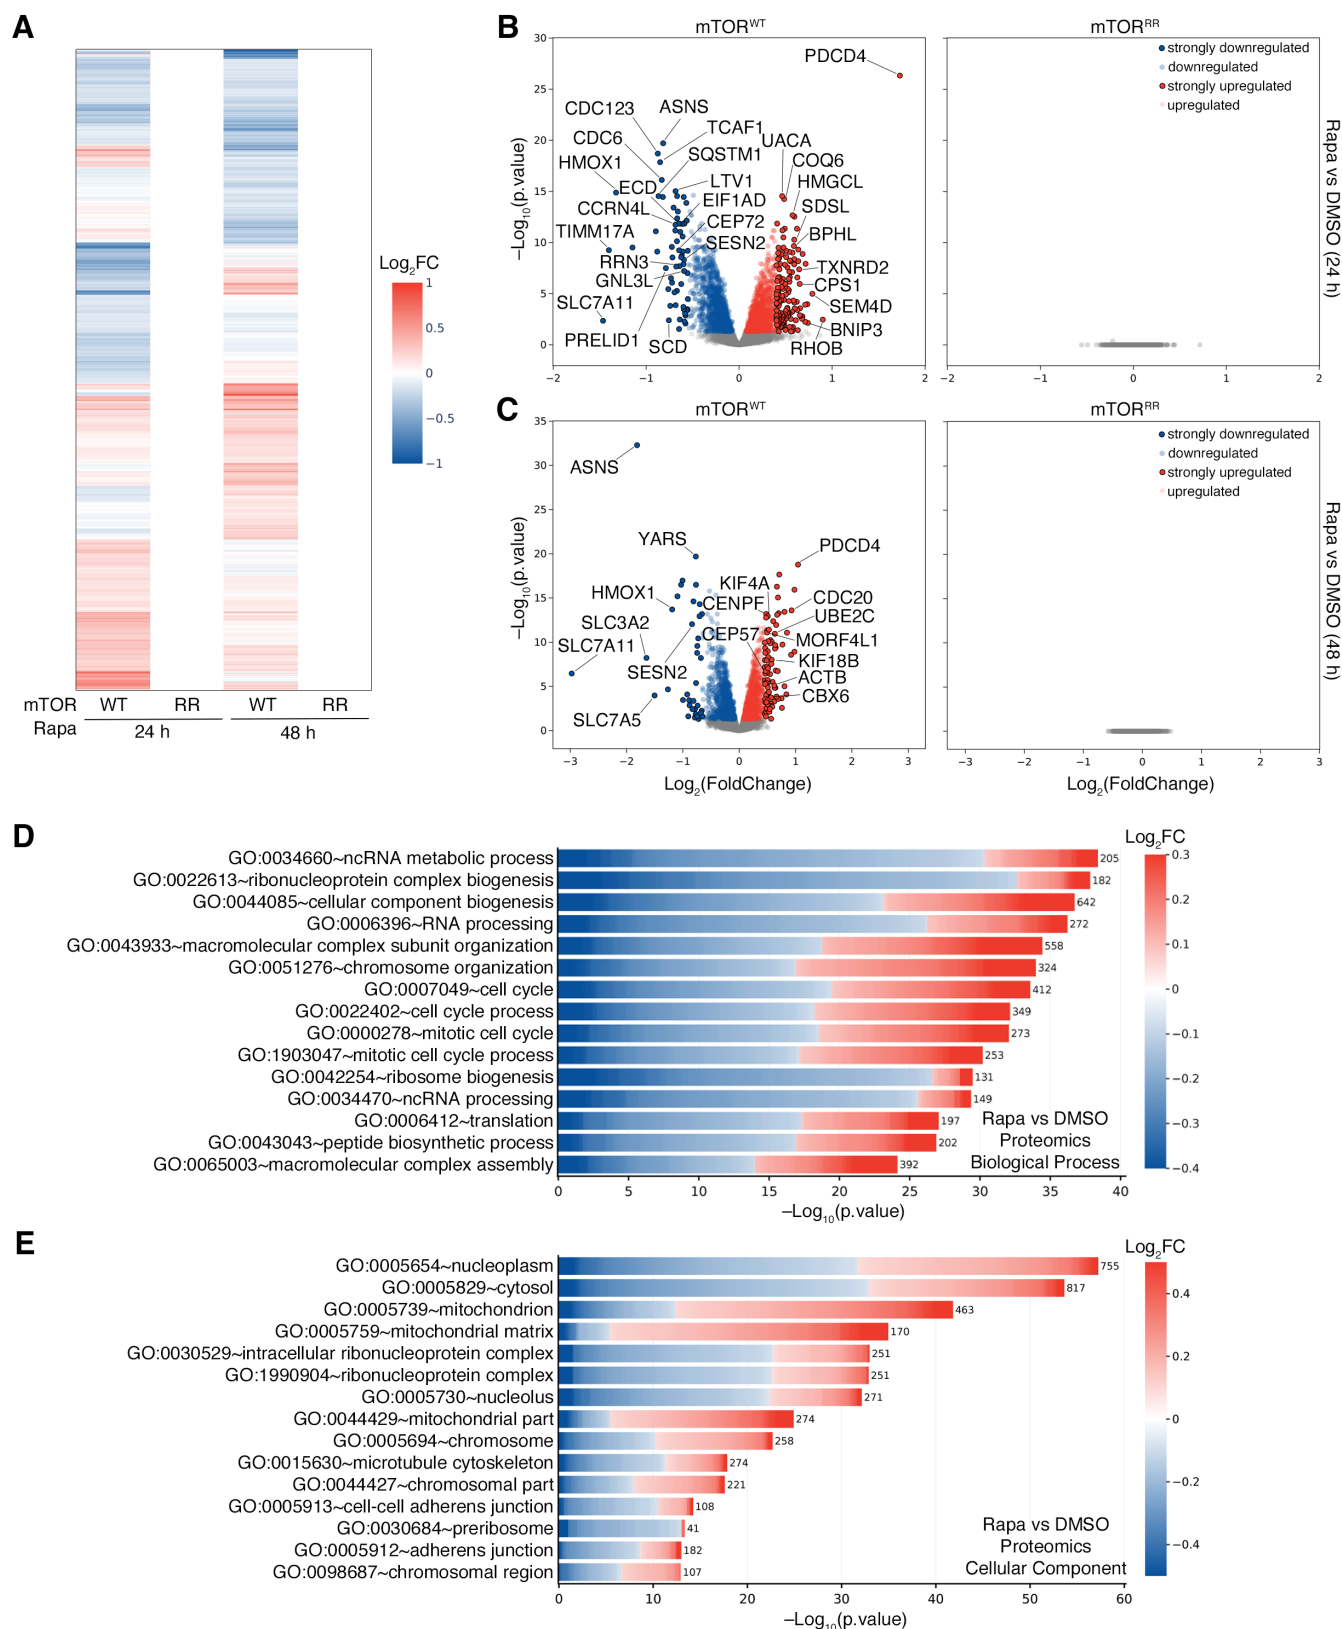 A
Log2FC
1
0.5
0
−0.5
−1
mTOR WT RR WT RR
Rapa 24 h 48 h
B
mTORWT
mTORRR
−Log10(p.value)
30
25
20
15
10
5
0
−2 −1 0 1 2
−2 −1 0 1 2
PDCD4
CDC123
ASNS
CDC6
TCAF1
UACA
HMOX1
SQSTM1
COQ6
ECD
LTV1
HMGCL
CCRN4L
EIF1AD
SDSL
TIMM17A
CEP72
BPHL
RRN3
SESN2
TXNRD2
GNL3L
CPS1
SLC7A11
SEM4D
PRELID1
SCD
BNIP3
RHOB
strongly downregulated
downregulated
strongly upregulated
upregulated
Rapa vs DMSO (24 h)
C
mTORWT
mTORRR
−Log10(p.value)
35
30
25
20
15
10
5
0
−3 −2 −1 0 1 2 3
−3 −2 −1 0 1 2 3
Log2(FoldChange)
Log2(FoldChange)
ASNS
YARS
PDCD4
HMOX1
KIF4A
CENPF
CDC20
SLC3A2
UBE2C
CEP57
MORF4L1
SLC7A11
KIF18B
SESN2
ACTB
SLC7A5
CBX6
strongly downregulated
downregulated
strongly upregulated
upregulated
Rapa vs DMSO (48 h)
D
GO:0034660~ncRNA metabolic process 205
GO:0022613~ribonucleoprotein complex biogenesis 182
GO:0044085~cellular component biogenesis 642
GO:0006396~RNA processing 272
GO:0043933~macromolecular complex subunit organization 558
GO:0051276~chromosome organization 324
GO:0007049~cell cycle 412
GO:0022402~cell cycle process 349
GO:0000278~mitotic cell cycle 273
GO:1903047~mitotic cell cycle process 253
GO:0042254~ribosome biogenesis 131
GO:0034470~ncRNA processing 149
GO:0006412~translation 197
GO:0043043~peptide biosynthetic process 202
GO:0065003~macromolecular complex assembly 392
Rapa vs DMSO
Proteomics
Biological Process
0 5 10 15 20 25 30 35 40
−Log10(p.value)
Log2FC
0.3
0.2
0.1
0
−0.1
−0.2
−0.3
−0.4
E
GO:0005654~nucleoplasm 755
GO:0005829~cytosol 817
GO:0005739~mitochondrion 463
GO:0005759~mitochondrial matrix 170
GO:0030529~intracellular ribonucleoprotein complex 251
GO:1990904~ribonucleoprotein complex 251
GO:0005730~nucleolus 271
GO:0044429~mitochondrial part 274
GO:0005694~chromosome 258
GO:0015630~microtubule cytoskeleton 274
GO:0044427~chromosomal part 221
GO:0005913~cell-cell adherens junction 108
GO:0030684~preribosome 41
GO:0005912~adherens junction 182
GO:0098687~chromosomal region 107
Rapa vs DMSO
Proteomics
Cellular Component
0 10 20 30 40 50 60
−Log10(p.value)
Log2FC
0.4
0.2
0
−0.2
−0.4